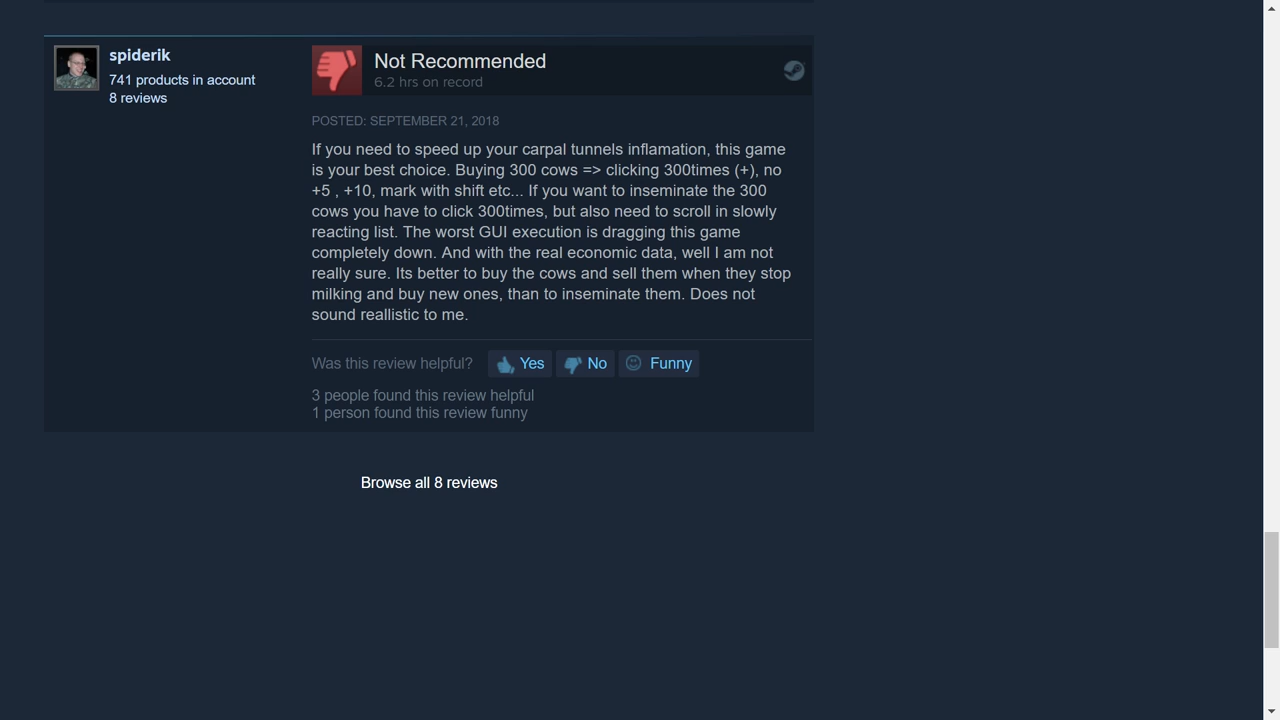 spiderik
741 products in account
8 reviews
Not Recommended
6.2 hrs on record
POSTED: SEPTEMBER 21, 2018
If you need to speed up your carpal tunnels inflamation, this game
is your best choice. Buying 300 cows => clicking 300times (+), no
+5 , +10, mark with shift etc... If you want to inseminate the 300
cows you have to click 300times, but also need to scroll in slowly
reacting list. The worst GUI execution is dragging this game
completely down. And with the real economic data, well I am not
really sure. Its better to buy the cows and sell them when they stop
milking and buy new ones, than to inseminate them. Does not
sound reallistic to me.
Was this review helpful? Yes No Funny
3 people found this review helpful
1 person found this review funny
Browse all 8 reviews